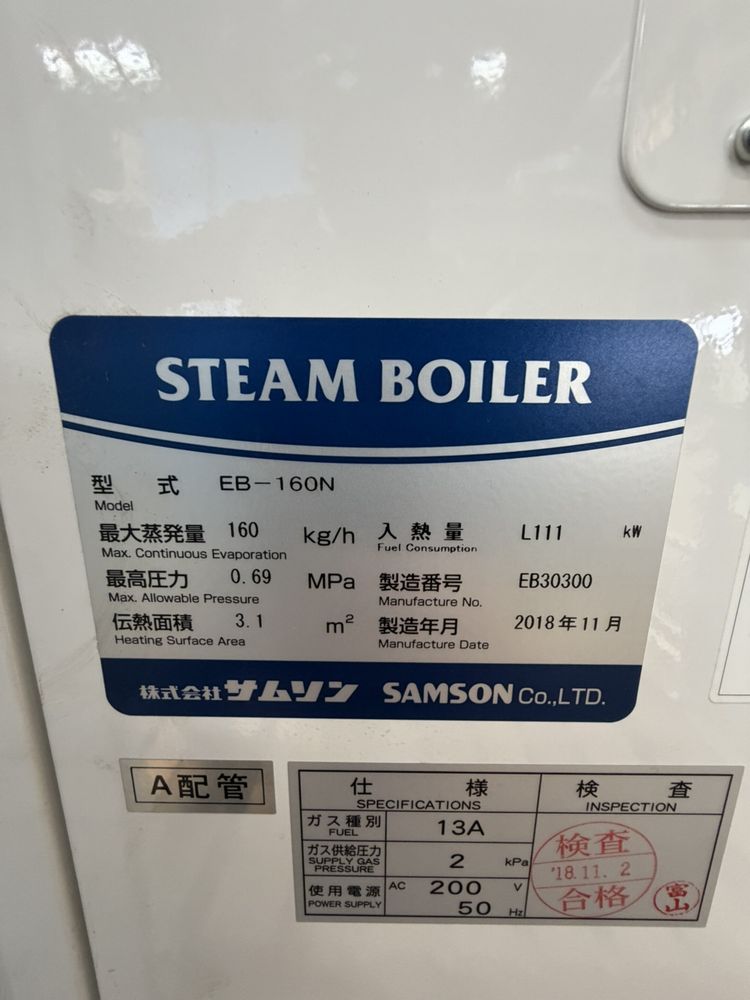 STEAM BOILER
型 式 EB-160N
Model
最大蒸発量 160 kg/h 入熱量 L111 kW
Max. Continuous Evaporation Fuel Consumption
最高圧力 0.69 MPa 製造番号 EB30300
Max. Allowable Pressure Manufacture No.
伝熱面積 3.1 m² 製造年月 2018年11月
Heating Surface Area Manufacture Date
株式会社サムソン SAMSON Co.,LTD.
A配管
仕 様 検 査
SPECIFICATIONS INSPECTION
ガス種別 13A
FUEL
ガス供給圧力 2 kPa
SUPPLY GAS
PRESSURE
使用電源 AC 200 V
POWER SUPPLY 50 Hz
検査
'18.11.2
合格
富山